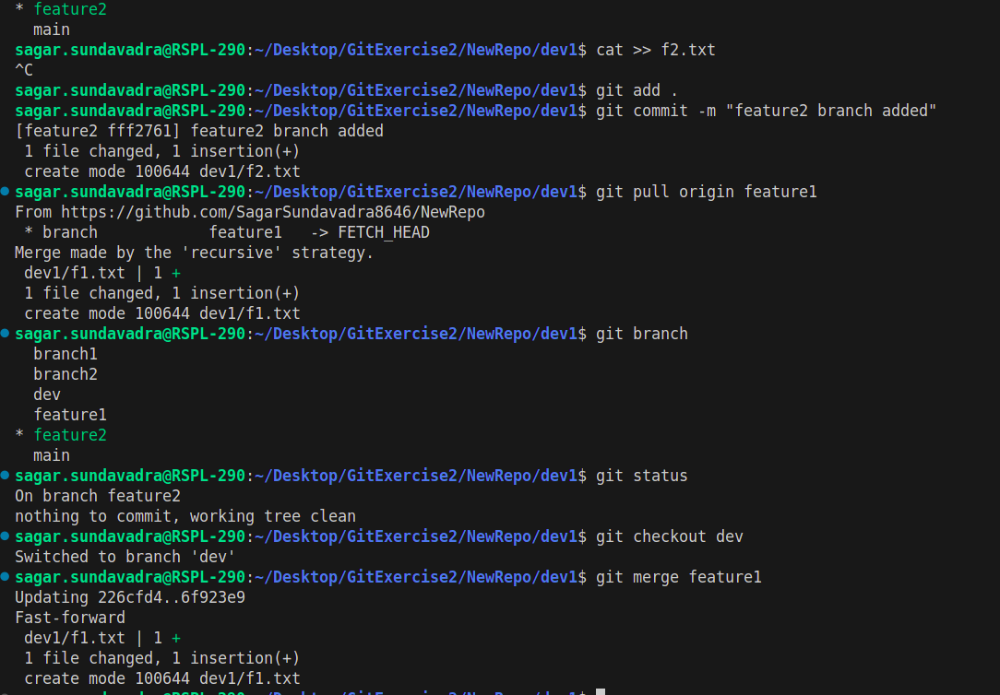 * feature2
  main
sagar.sundavadra@RSPL-290:~/Desktop/GitExercise2/NewRepo/dev1$ cat >> f2.txt
^C
sagar.sundavadra@RSPL-290:~/Desktop/GitExercise2/NewRepo/dev1$ git add .
sagar.sundavadra@RSPL-290:~/Desktop/GitExercise2/NewRepo/dev1$ git commit -m "feature2 branch added"
[feature2 fff2761] feature2 branch added
 1 file changed, 1 insertion(+)
 create mode 100644 dev1/f2.txt
sagar.sundavadra@RSPL-290:~/Desktop/GitExercise2/NewRepo/dev1$ git pull origin feature1
From https://github.com/SagarSundavadra8646/NewRepo
 * branch            feature1   -> FETCH_HEAD
Merge made by the 'recursive' strategy.
 dev1/f1.txt | 1 +
 1 file changed, 1 insertion(+)
 create mode 100644 dev1/f1.txt
sagar.sundavadra@RSPL-290:~/Desktop/GitExercise2/NewRepo/dev1$ git branch
  branch1
  branch2
  dev
  feature1
* feature2
  main
sagar.sundavadra@RSPL-290:~/Desktop/GitExercise2/NewRepo/dev1$ git status
On branch feature2
nothing to commit, working tree clean
sagar.sundavadra@RSPL-290:~/Desktop/GitExercise2/NewRepo/dev1$ git checkout dev
Switched to branch 'dev'
sagar.sundavadra@RSPL-290:~/Desktop/GitExercise2/NewRepo/dev1$ git merge feature1
Updating 226cfd4..6f923e9
Fast-forward
 dev1/f1.txt | 1 +
 1 file changed, 1 insertion(+)
 create mode 100644 dev1/f1.txt